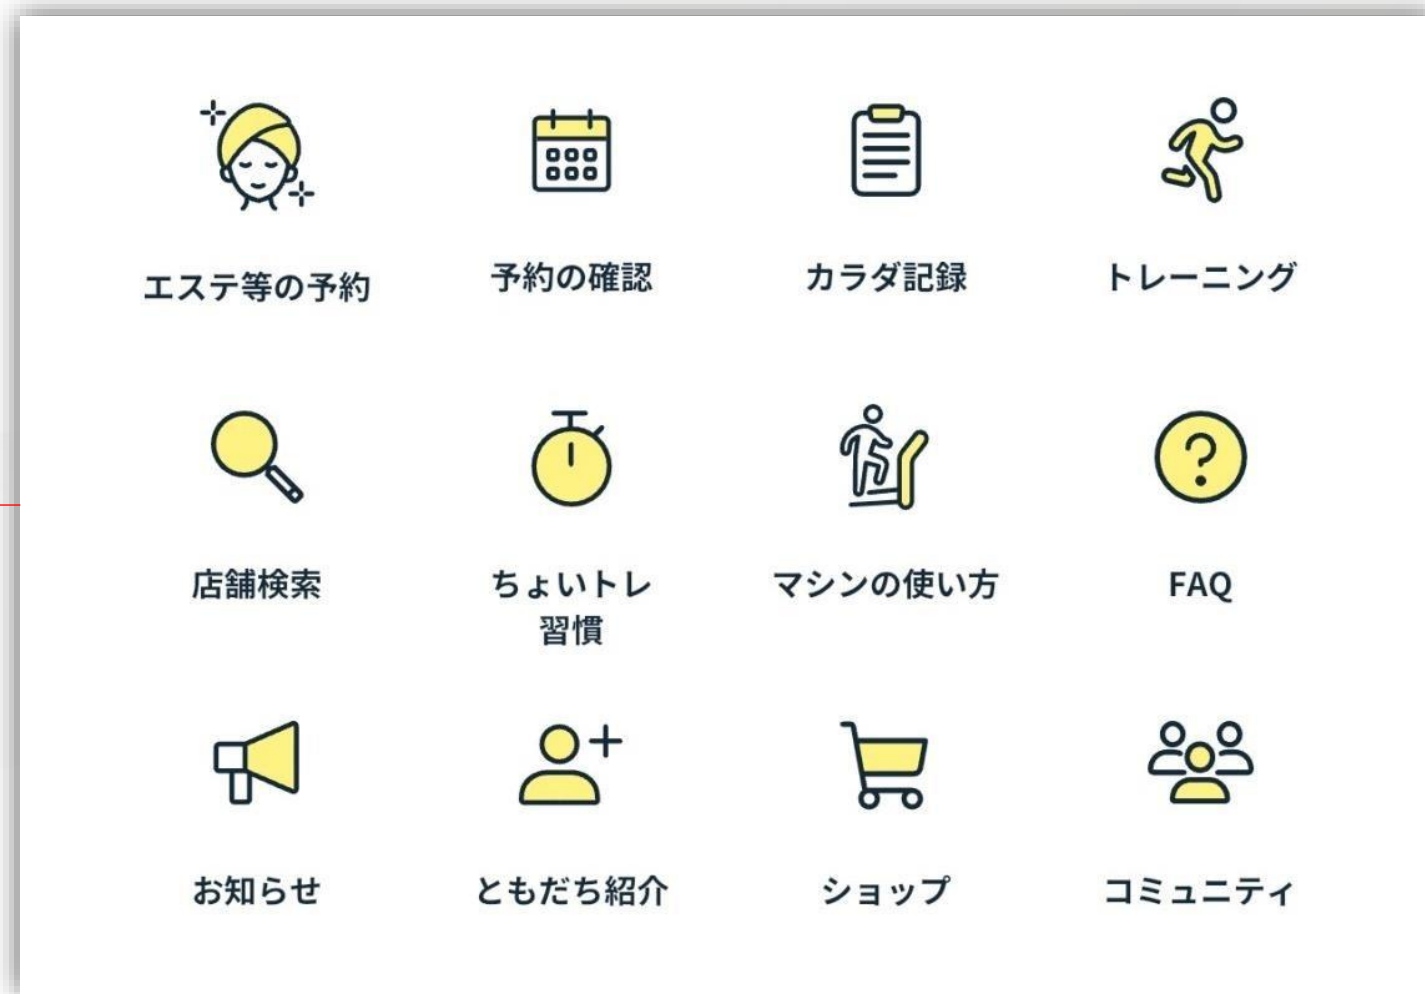 エステ等の予約
予約の確認
カラダ記録
トレーニング
店舗検索
ちょいトレ
習慣
マシンの使い方
FAQ
お知らせ
ともだち紹介
ショップ
コミュニティ